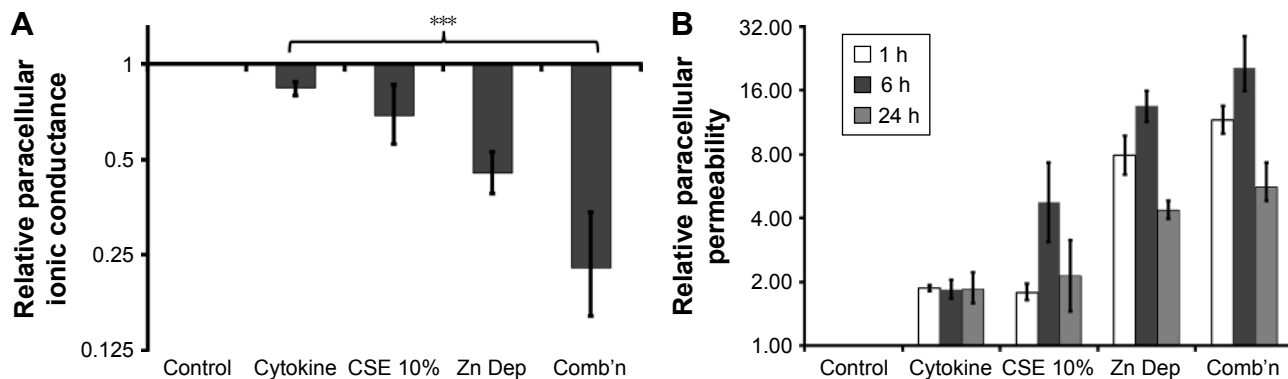 A
***
Relative paracellular
ionic conductance
1
0.5
0.25
0.125
Control Cytokine CSE 10% Zn Dep Comb’n
B
Relative paracellular
permeability
32.00
16.00
8.00
4.00
2.00
1.00
1 h
6 h
24 h
Control Cytokine CSE 10% Zn Dep Comb’n